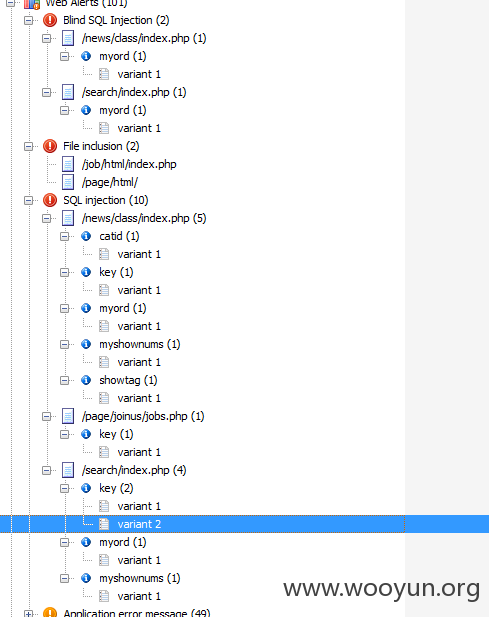 Web Alerts (101)
Blind SQL Injection (2)
/news/class/index.php (1)
myord (1)
variant 1
/search/index.php (1)
myord (1)
variant 1
File inclusion (2)
/job/html/index.php
/page/html/
SQL injection (10)
/news/class/index.php (5)
catid (1)
variant 1
key (1)
variant 1
myord (1)
variant 1
myshownums (1)
variant 1
showtag (1)
variant 1
/page/joinus/jobs.php (1)
key (1)
variant 1
/search/index.php (4)
key (2)
variant 1
variant 2
myord (1)
variant 1
myshownums (1)
variant 1
www.wooyun.org
Application error message (49)